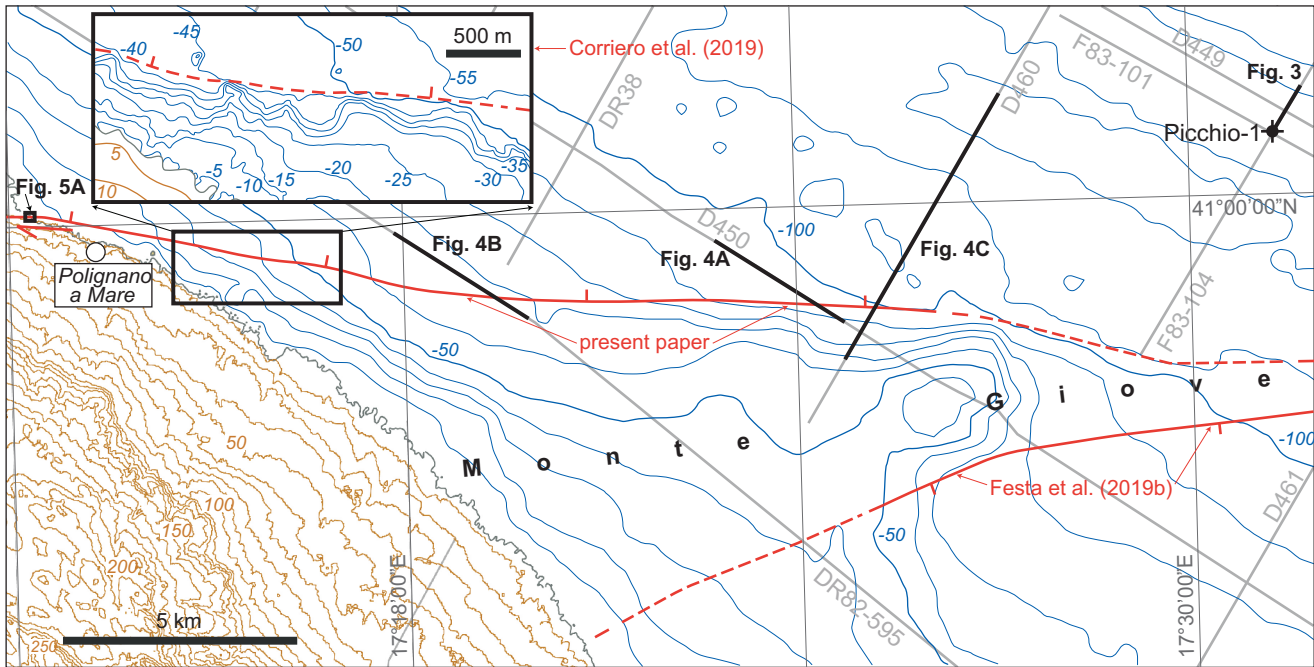 -45
-40
-50
500 m
Corriero et al. (2019)
-55
5
10
-5
-10
-15
-20
-25
-30
-35
DR38
D460
D449
F83-101
Fig. 3
Picchio-1
41°00'00"N
Fig. 5A
Polignano
a Mare
Fig. 4B
D450
-100
Fig. 4A
Fig. 4C
F83-104
present paper
-50
Monte Giove
-100
Festa et al. (2019b)
D461
-50
50
100
150
200
250
5 km
17°18'00"E
DR82-595
17°30'00"E